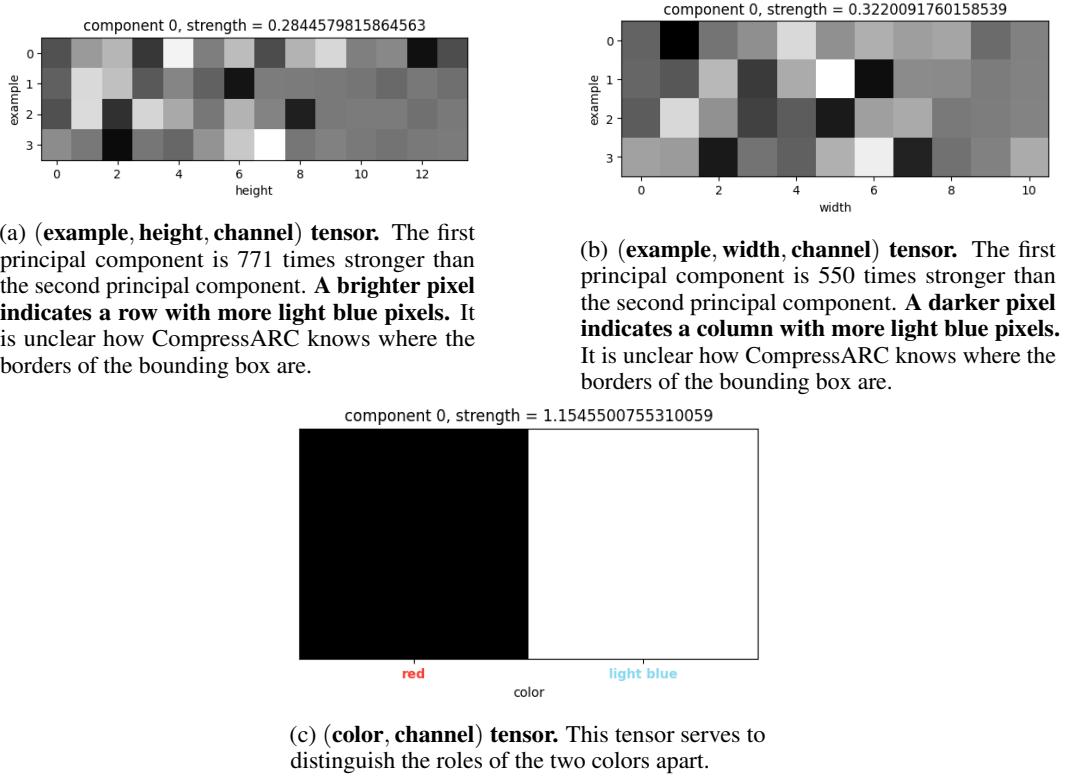 component 0, strength = 0.2844579815864563
0
1
2
3
example
0 2 4 6 8 10 12
height
(a) (example, height, channel) tensor. The first
principal component is 771 times stronger than
the second principal component. A brighter pixel
indicates a row with more light blue pixels. It
is unclear how CompressARC knows where the
borders of the bounding box are.
component 0, strength = 0.3220091760158539
0
1
2
3
example
0 2 4 6 8 10
width
(b) (example, width, channel) tensor. The first
principal component is 550 times stronger than
the second principal component. A darker pixel
indicates a column with more light blue pixels.
It is unclear how CompressARC knows where the
borders of the bounding box are.
component 0, strength = 1.1545500755310059
red light blue
color
(c) (color, channel) tensor. This tensor serves to
distinguish the roles of the two colors apart.